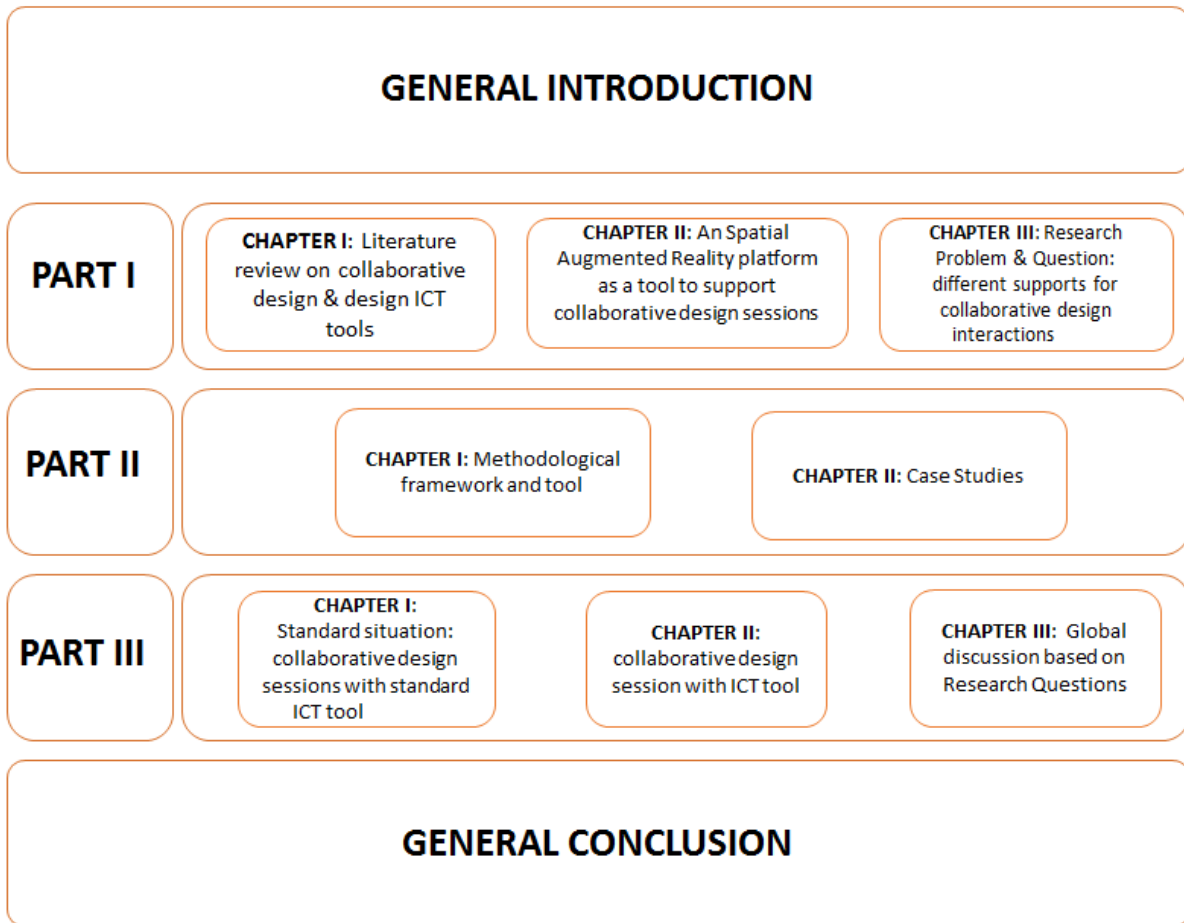 GENERAL INTRODUCTION
PART I
CHAPTER I: Literature
review on collaborative
design & design ICT
tools
CHAPTER II: An Spatial
Augmented Reality platform
as a tool to support
collaborative design sessions
CHAPTER III: Research
Problem & Question:
different supports for
collaborative design
interactions
PART II
CHAPTER I: Methodological
framework and tool
CHAPTER II: Case Studies
PART III
CHAPTER I:
Standard situation:
collaborative design
sessions with standard
ICT tool
CHAPTER II:
collaborative design
session with ICT tool
CHAPTER III: Global
discussion based on
Research Questions
GENERAL CONCLUSION